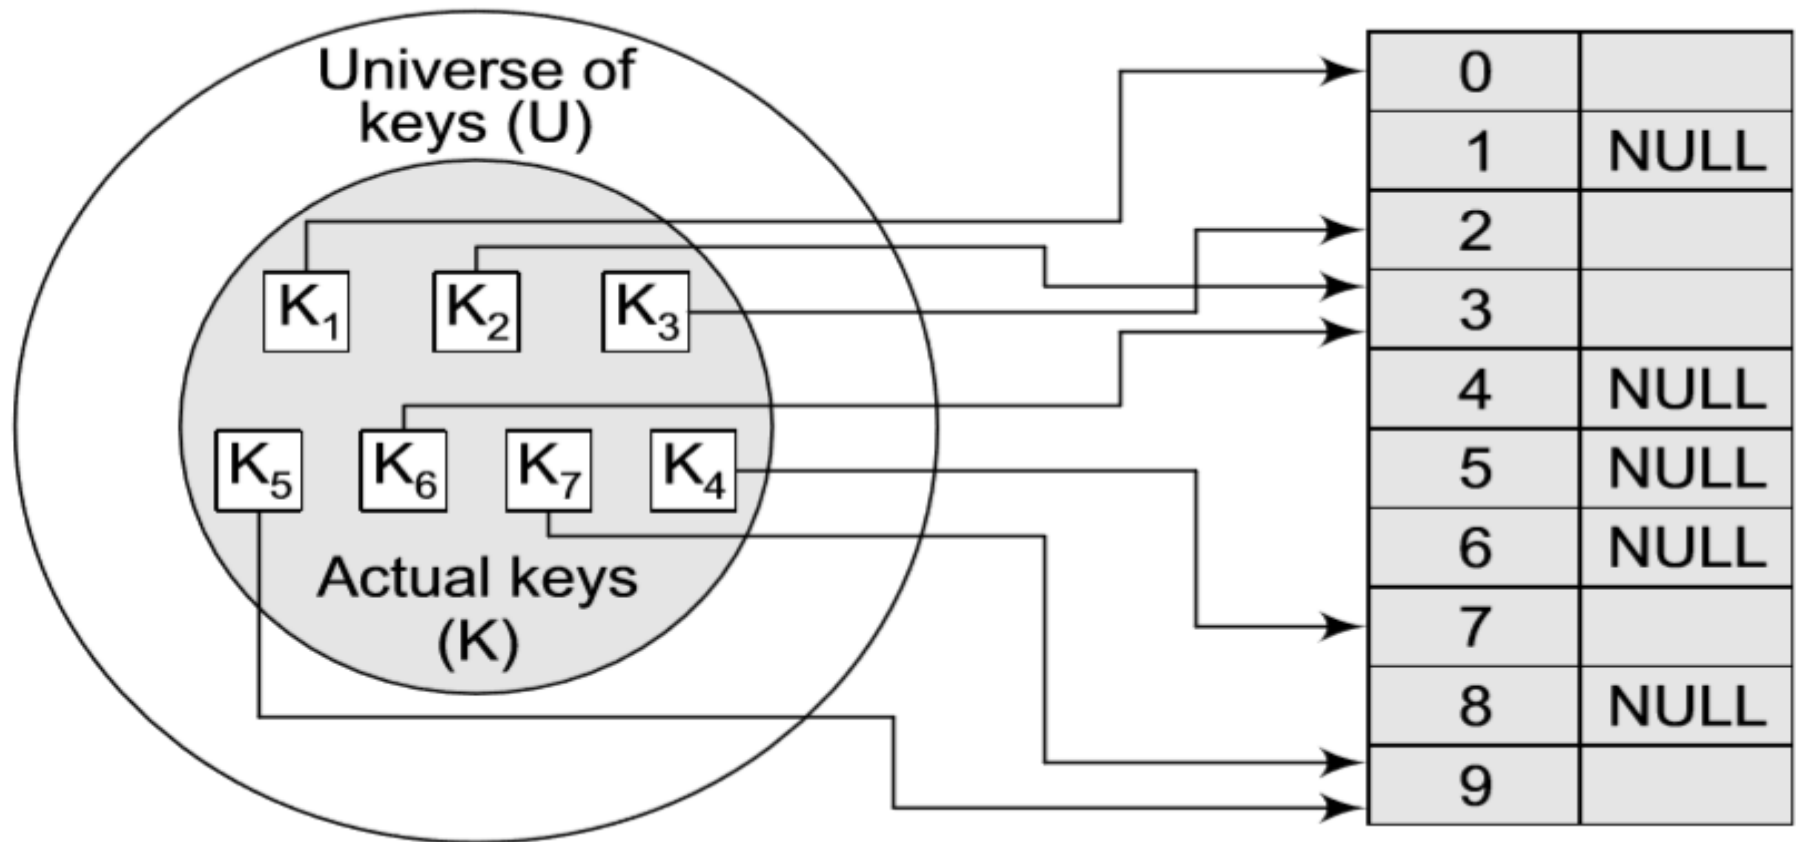 Universe of
keys (U)
K₁ K₂ K₃
K₅ K₆ K₇ K₄
Actual keys
(K)
0
1 NULL
2
3
4 NULL
5 NULL
6 NULL
7
8 NULL
9